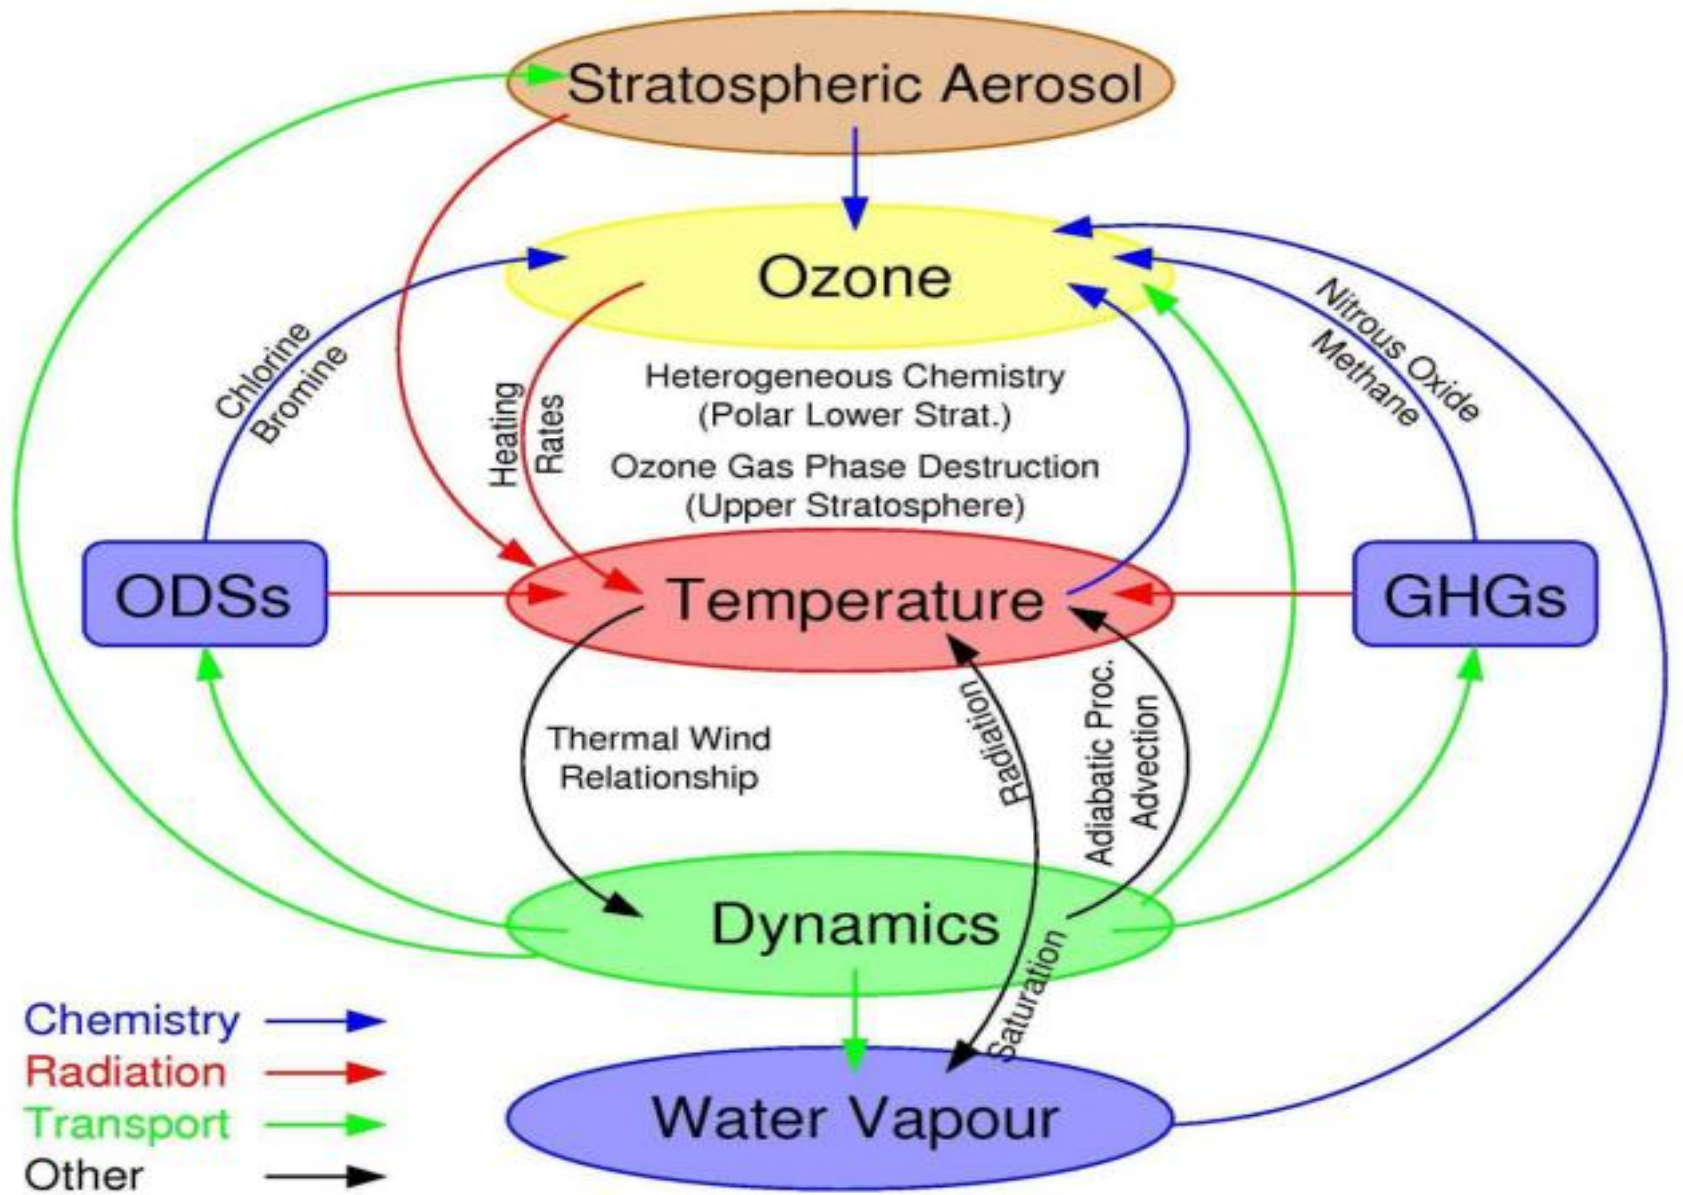 Stratospheric Aerosol
Ozone
Chlorine
Bromine
Heating
Rates
Heterogeneous Chemistry
(Polar Lower Strat.)
Ozone Gas Phase Destruction
(Upper Stratosphere)
Nitrous Oxide
Methane
ODSs
Temperature
GHGs
Thermal Wind
Relationship
Radiation
Adiabatic Proc.
Advection
Dynamics
Saturation
Water Vapour
Chemistry
Radiation
Transport
Other